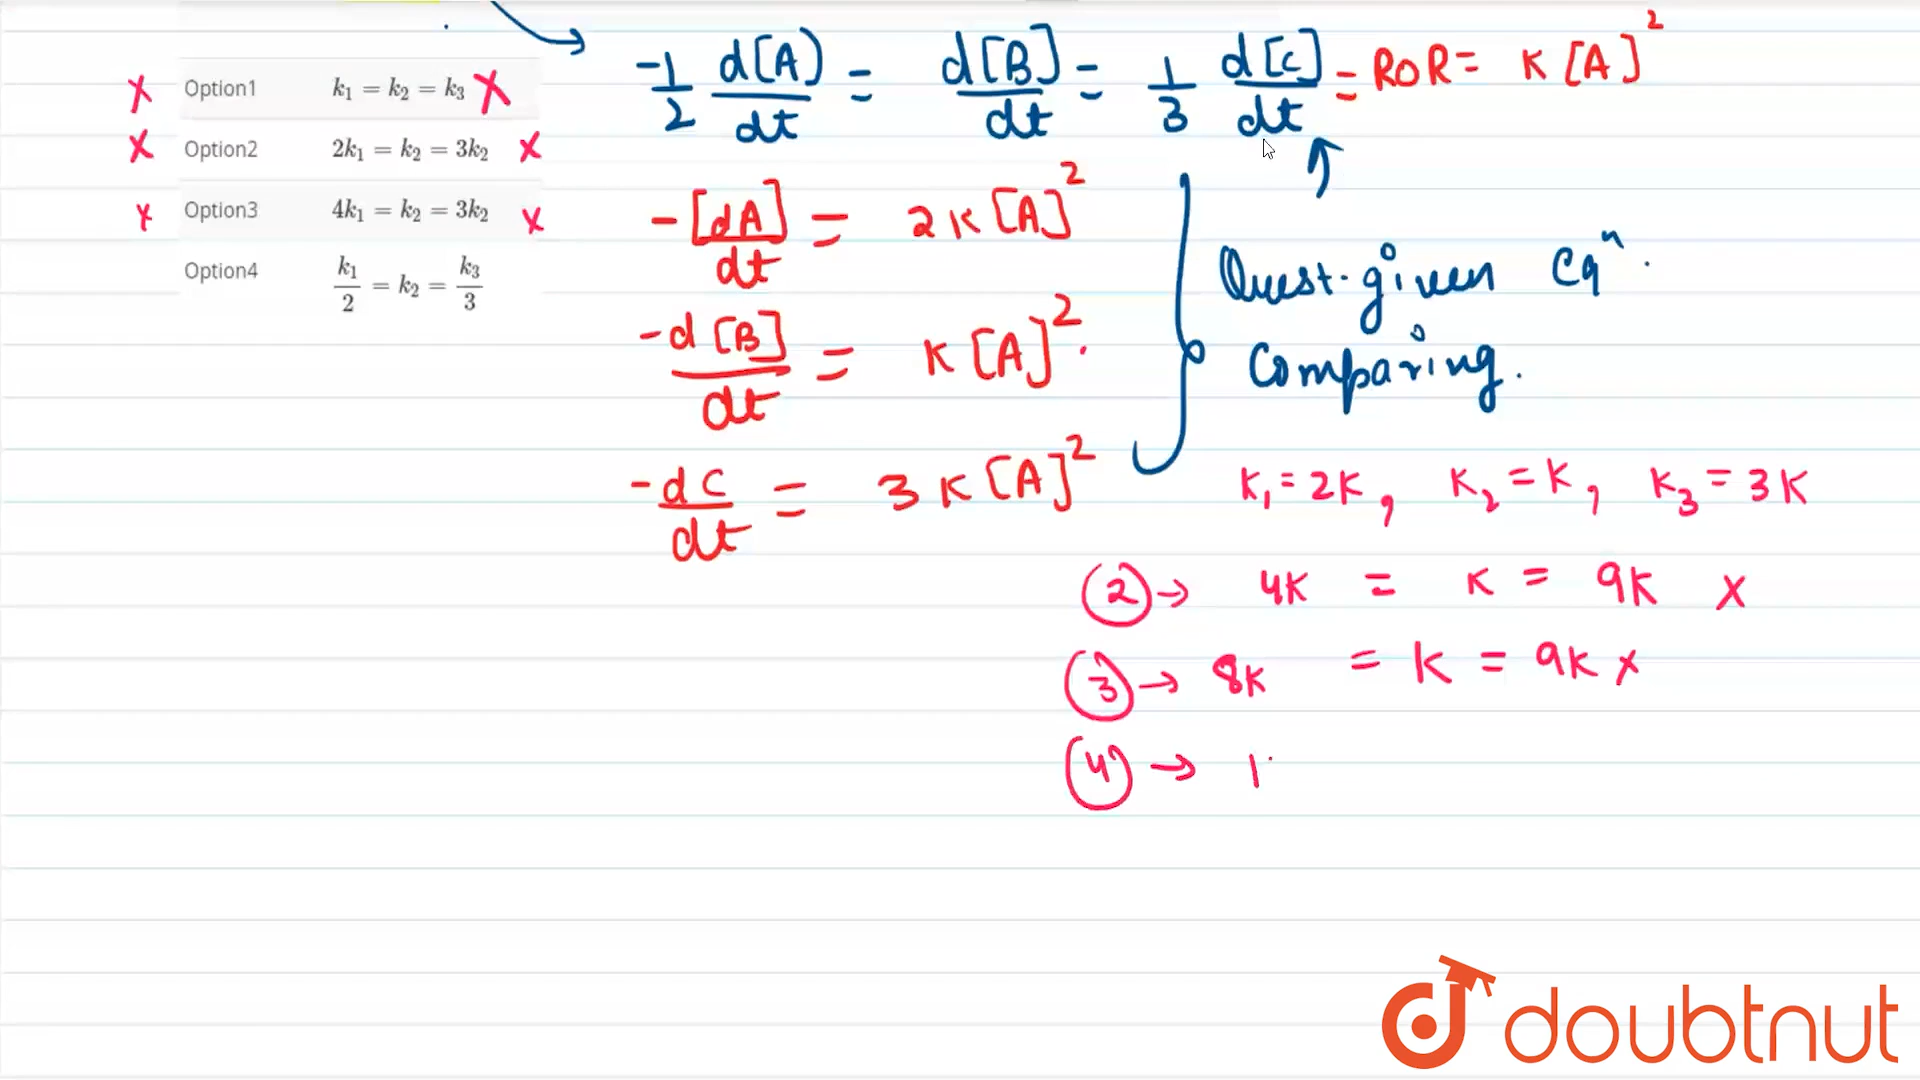 -1/2 d[A]/dt = d[B]/dt = 1/3 d[C]/dt = ROR = K[A]²
X Option1 k₁ = k₂ = k₃ X
X Option2 2k₁ = k₂ = 3k₂ X
X Option3 4k₁ = k₂ = 3k₂ X
Option4 k₁/2 = k₂ = k₃/3
-[dA]/dt = 2K[A]²
-d[B]/dt = K[A]².
-dC/dt = 3K[A]²
Quest. given Eqⁿ.
Comparing.
K₁ = 2K, K₂ = K, K₃ = 3K
(2) → 4K = K = 9K X
(3) → 8K = K = 9K X
(4) →
doubtnut